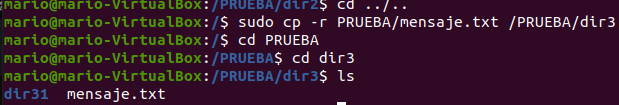 mario@mario-VirtualBox:/PRUEBA/dir2$ cd ../..
mario@mario-VirtualBox:/$ sudo cp -r PRUEBA/mensaje.txt /PRUEBA/dir3
mario@mario-VirtualBox:/$ cd PRUEBA
mario@mario-VirtualBox:/PRUEBA$ cd dir3
mario@mario-VirtualBox:/PRUEBA/dir3$ ls
dir31  mensaje.txt